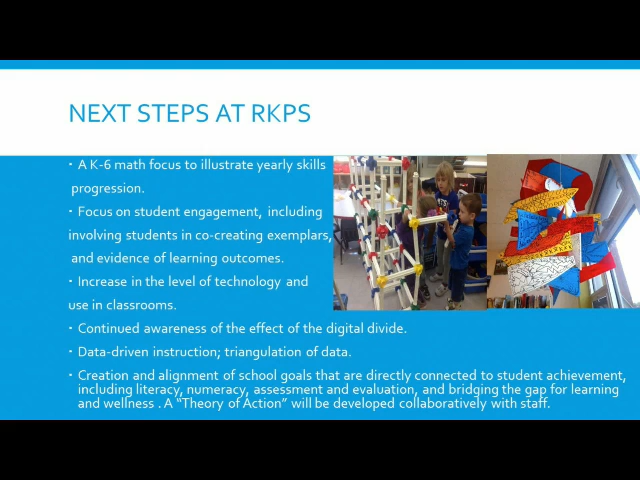 NEXT STEPS AT RKPS
▪ A K-6 math focus to illustrate yearly skills
progression.
▪ Focus on student engagement, including
involving students in co-creating exemplars,
and evidence of learning outcomes.
▪ Increase in the level of technology and
use in classrooms.
▪ Continued awareness of the effect of the digital divide.
▪ Data-driven instruction; triangulation of data.
▪ Creation and alignment of school goals that are directly connected to student achievement,
including literacy, numeracy, assessment and evaluation, and bridging the gap for learning
and wellness . A “Theory of Action” will be developed collaboratively with staff.